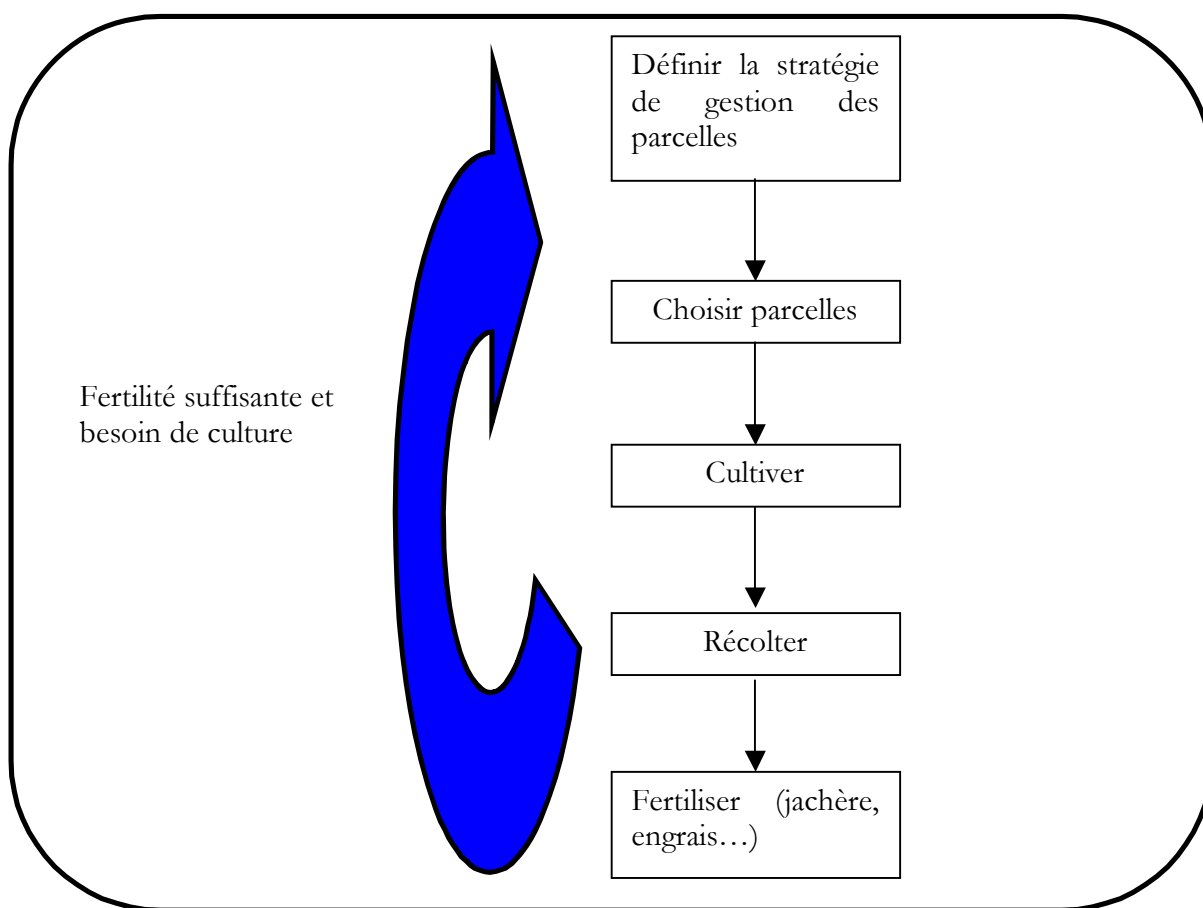 Définir la stratégie
de gestion des
parcelles
Choisir parcelles
Fertilité suffisante et
besoin de culture
Cultiver
Récolter
Fertiliser (jachère,
engrais…)